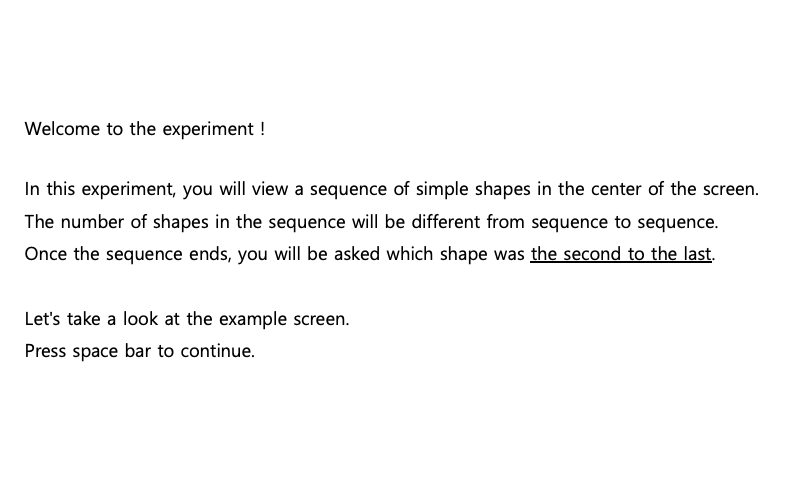 Welcome to the experiment !
In this experiment, you will view a sequence of simple shapes in the center of the screen.
The number of shapes in the sequence will be different from sequence to sequence.
Once the sequence ends, you will be asked which shape was the second to the last.
Let's take a look at the example screen.
Press space bar to continue.